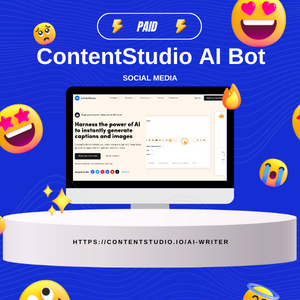 PAID
ContentStudio AI Bot
SOCIAL MEDIA
ContentStudio
Harness the power of AI
to instantly generate
captions and images
HTTPS://CONTENTSTUDIO.IO/AI-WRITER